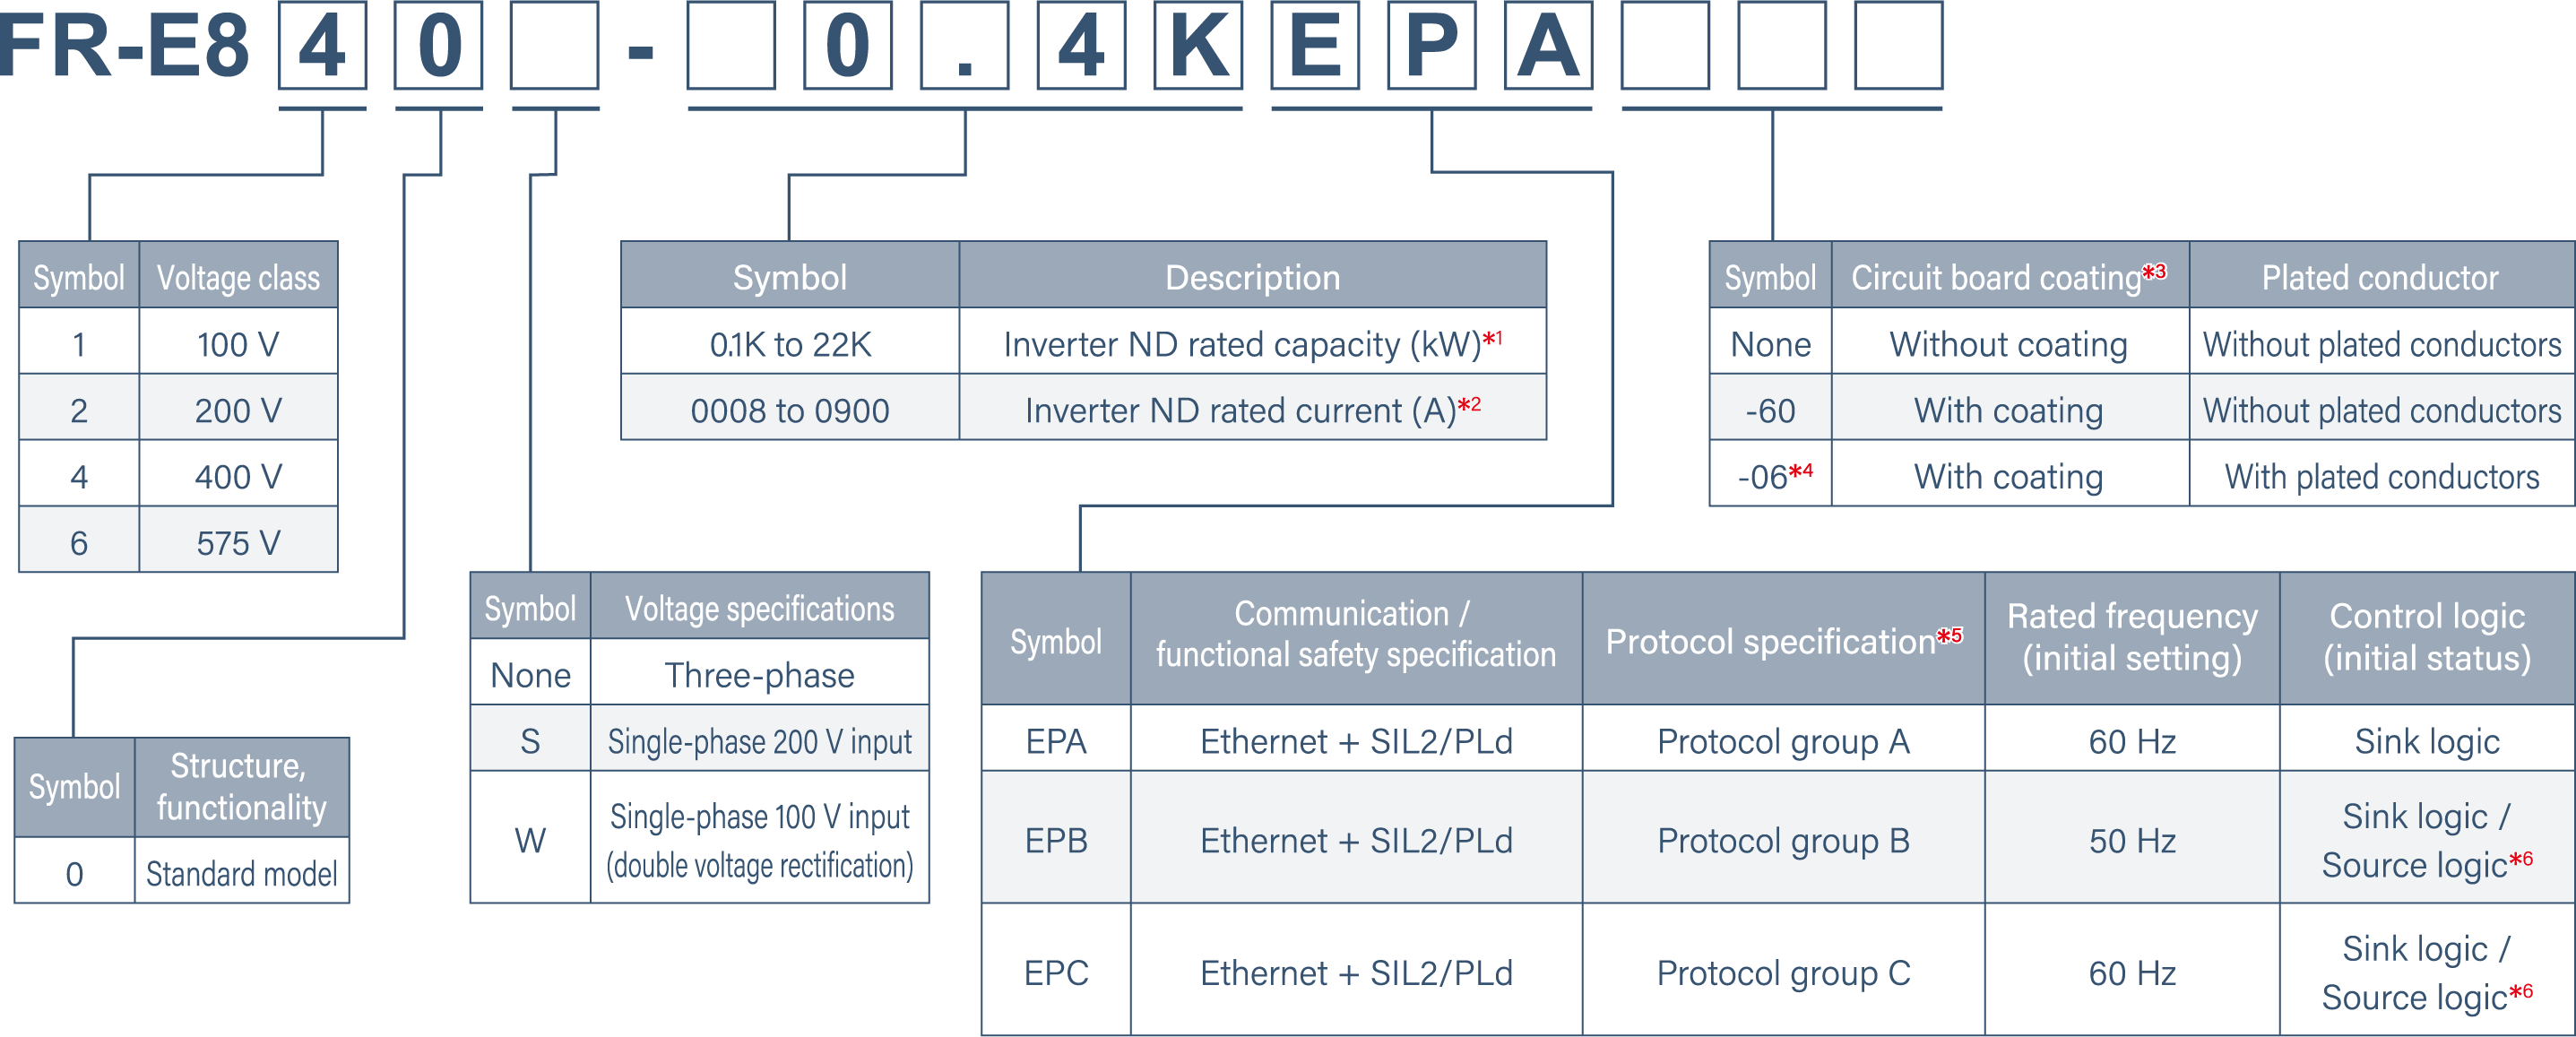 FR-E8 4 0 - 0 . 4 K E P A
Symbol Voltage class
1 100 V
2 200 V
4 400 V
6 575 V
Symbol Description
0.1K to 22K Inverter ND rated capacity (kW)*1
0008 to 0900 Inverter ND rated current (A)*2
Symbol Circuit board coating*3 Plated conductor
None Without coating Without plated conductors
-60 With coating Without plated conductors
-06*4 With coating With plated conductors
Symbol Structure,
functionality
0 Standard model
Symbol Voltage specifications
None Three-phase
S Single-phase 200 V input
W Single-phase 100 V input
(double voltage rectification)
Symbol Communication /
functional safety specification Protocol specification*5 Rated frequency
(initial setting) Control logic
(initial status)
EPA Ethernet + SIL2/PLd Protocol group A 60 Hz Sink logic
EPB Ethernet + SIL2/PLd Protocol group B 50 Hz Sink logic /
Source logic*6
EPC Ethernet + SIL2/PLd Protocol group C 60 Hz Sink logic /
Source logic*6